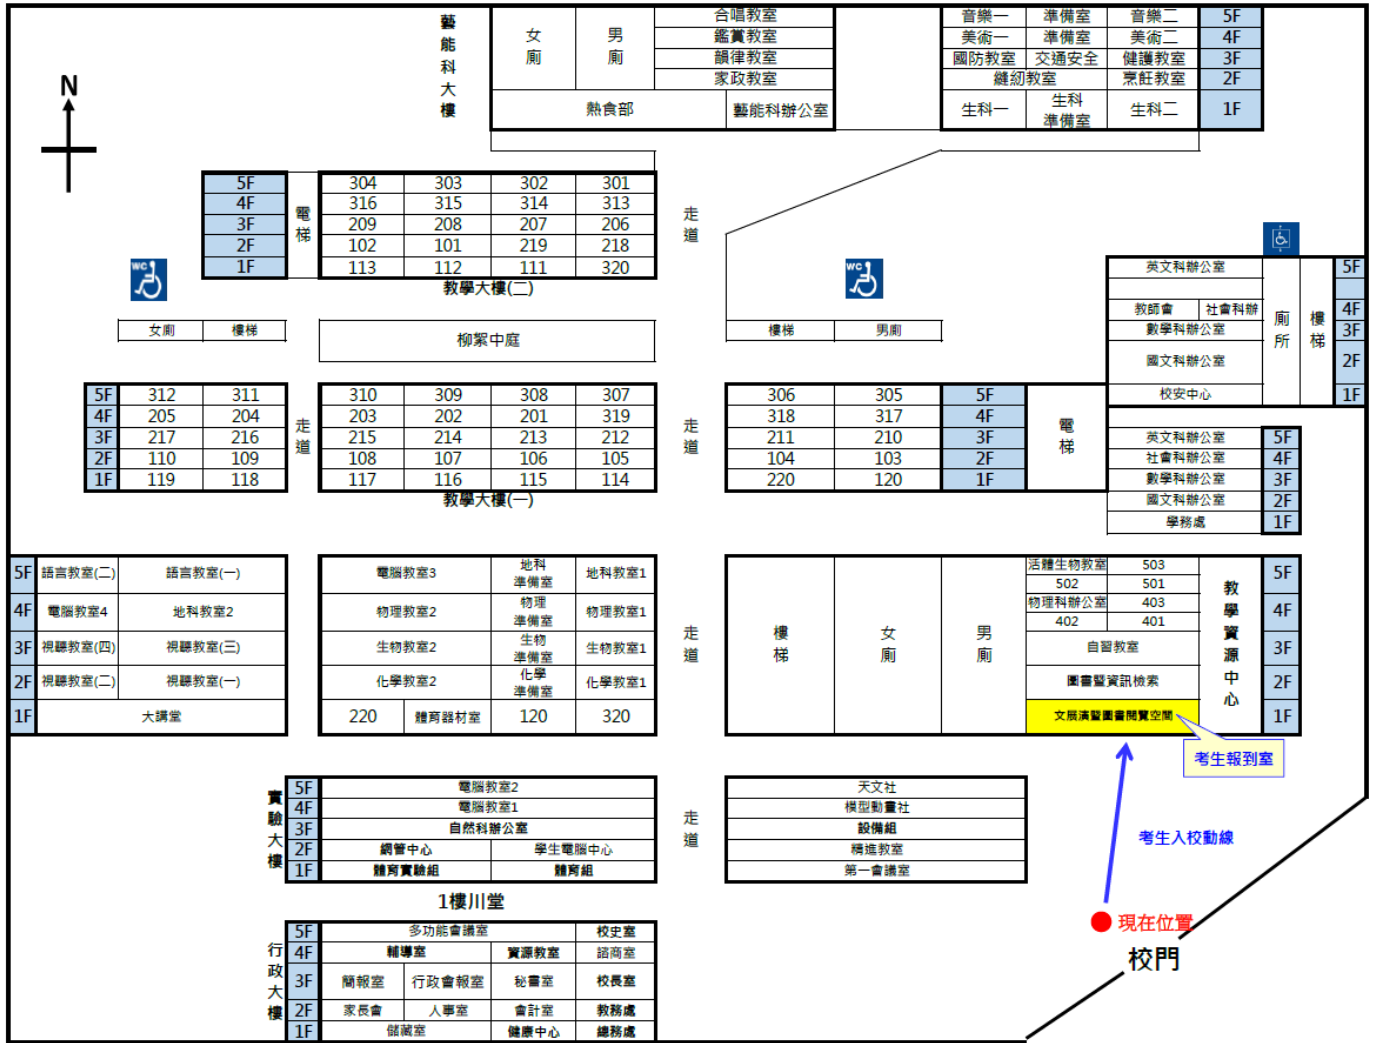 藝能科大樓
女廁 男廁 合唱教室
鑑賞教室
韻律教室
家政教室
熱食部 藝能科辦公室
音樂一 準備室 音樂二 5F
美術一 準備室 美術二 4F
國防教室 交通安全 健護教室 3F
縫紉教室 烹飪教室 2F
生科一 生科準備室 生科二 1F
N
5F 電梯 304 303 302 301
4F 316 315 314 313
3F 209 208 207 206
2F 102 101 219 218
1F 113 112 111 320
走道
教學大樓(二)
WC
WC
女廁 樓梯
柳絮中庭
樓梯 男廁
英文科辦公室 廁所 樓梯 5F
教師會 社會科辦 4F
數學科辦公室 3F
國文科辦公室 2F
校安中心 1F
5F 312 311 走道 310 309 308 307 走道 306 305 5F 電梯
4F 205 204 203 202 201 319 318 317 4F
3F 217 216 215 214 213 212 211 210 3F
2F 110 109 108 107 106 105 104 103 2F
1F 119 118 117 116 115 114 220 120 1F
教學大樓(一)
英文科辦公室 5F
社會科辦公室 4F
數學科辦公室 3F
國文科辦公室 2F
學務處 1F
5F 語言教室(二) 語言教室(一) 電腦教室3 地科準備室 地科教室1
4F 電腦教室4 地科教室2 物理教室2 物理準備室 物理教室1
3F 視聽教室(四) 視聽教室(三) 生物教室2 生物準備室 生物教室1
2F 視聽教室(二) 視聽教室(一) 化學教室2 化學準備室 化學教室1
1F 大講堂 220 體育器材室 120 320
走道
樓梯 女廁 男廁
活體生物教室 503 教學資源中心 5F
502 501
物理科辦公室 403 4F
402 401
自習教室 3F
圖書暨資訊檢索 2F
文展演暨圖書閱覽空間 1F
考生報到室
實驗大樓
5F 電腦教室2
4F 電腦教室1
3F 自然科辦公室
2F 網管中心 學生電腦中心
1F 體育實驗組 體育組
走道
天文社
模型動畫社
設備組
精進教室
第一會議室
考生入校動線
1樓川堂
現在位置
校門
行政大樓
5F 多功能會議室 校史室
4F 輔導室 資源教室 諮商室
3F 簡報室 行政會報室 秘書室 校長室
2F 家長會 人事室 會計室 教務處
1F 儲藏室 健康中心 總務處